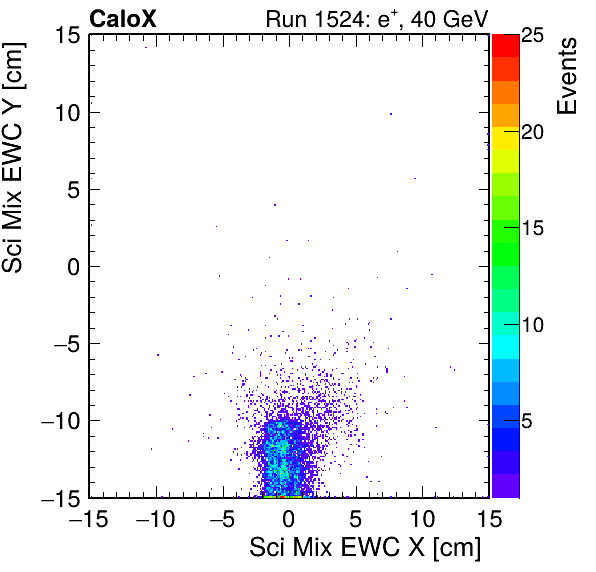 CaloX Run 1524: e⁺, 40 GeV
Sci Mix EWC Y [cm]
15
10
5
0
−5
−10
−15
−15 −10 −5 0 5 10 15
Sci Mix EWC X [cm]
25
20
15
10
5
Events